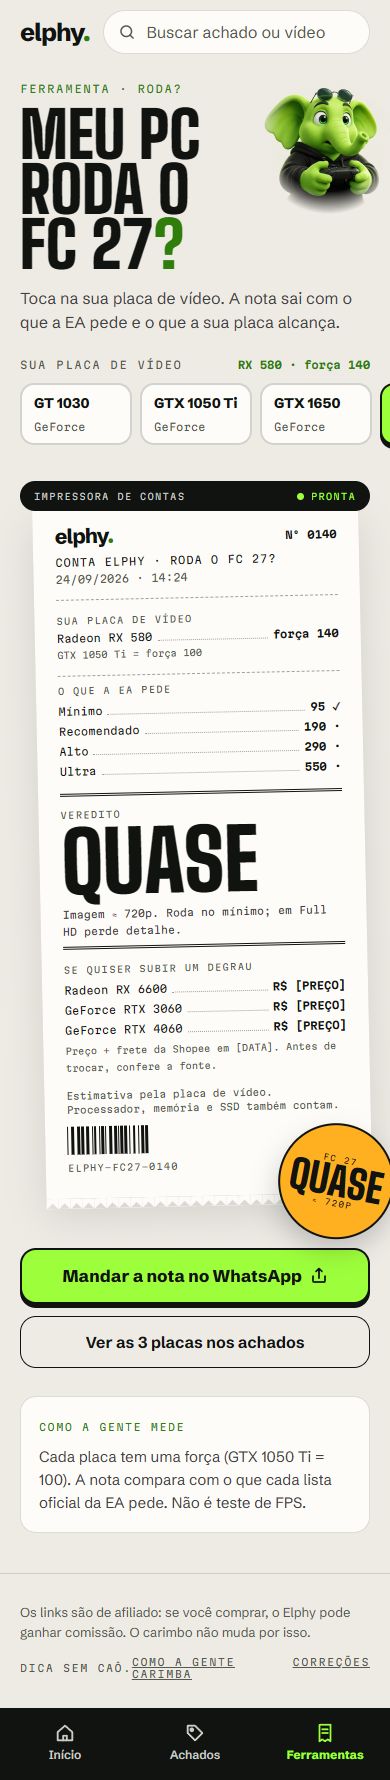 elphy.
Buscar achado ou vídeo
FERRAMENTA · RODA?
MEU PC
RODA O
FC 27?
Toca na sua placa de vídeo. A nota sai com o
que a EA pede e o que a sua placa alcança.
SUA PLACA DE VÍDEO
RX 580 · força 140
GT 1030
GeForce
GTX 1050 Ti
GeForce
GTX 1650
GeForce
IMPRESSORA DE CONTAS
PRONTA
elphy.
Nº 0140
CONTA ELPHY · RODA O FC 27?
24/09/2026 · 14:24
SUA PLACA DE VÍDEO
Radeon RX 580 força 140
GTX 1050 Ti = força 100
O QUE A EA PEDE
Mínimo 95 ✓
Recomendado 190 ·
Alto 290 ·
Ultra 550 ·
VEREDITO
QUASE
Imagem ≈ 720p. Roda no mínimo; em Full
HD perde detalhe.
SE QUISER SUBIR UM DEGRAU
Radeon RX 6600 R$ [PREÇO]
GeForce RTX 3060 R$ [PREÇO]
GeForce RTX 4060 R$ [PREÇO]
Preço + frete da Shopee em [DATA]. Antes de
trocar, confere a fonte.
Estimativa pela placa de vídeo.
Processador, memória e SSD também contam.
ELPHY-FC27-0140
FC 27
QUASE
≈ 720P
Mandar a nota no WhatsApp
Ver as 3 placas nos achados
COMO A GENTE MEDE
Cada placa tem uma força (GTX 1050 Ti =
100). A nota compara com o que cada lista
oficial da EA pede. Não é teste de FPS.
Os links são de afiliado: se você comprar, o Elphy pode
ganhar comissão. O carimbo não muda por isso.
DICA SEM CAÔ.
COMO A GENTE
CARIMBA
CORREÇÕES
Início
Achados
Ferramentas